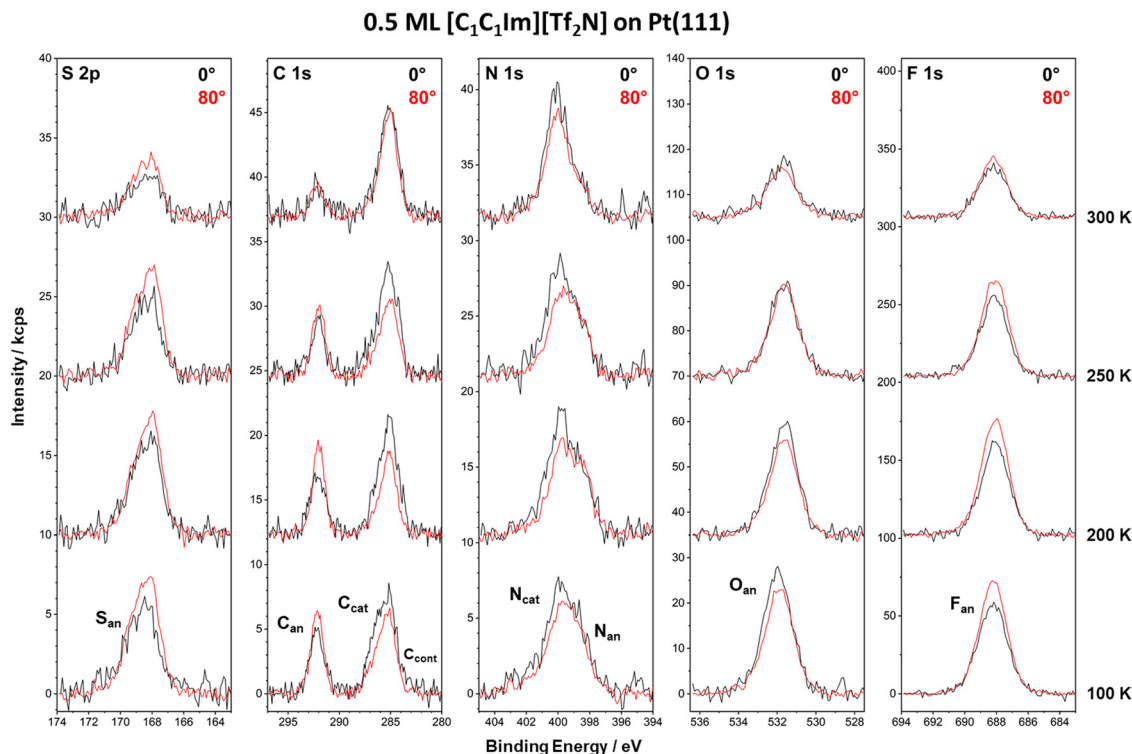 0.5 ML [C₁C₁Im][Tf₂N] on Pt(111)
S 2p 0°
80°
C 1s 0°
80°
N 1s 0°
80°
O 1s 0°
80°
F 1s 0°
80°
40
35
30
25
20
15
10
5
0
45
40
35
30
25
20
15
10
5
0
40
35
30
25
20
15
10
5
0
140
130
120
110
100
90
80
70
60
50
40
30
20
10
0
400
350
300
250
200
150
100
50
0
300 K
250 K
200 K
100 K
Intensity / kcps
Sₐₙ
Cₐₙ
C_cat
C_cont
N_cat
Nₐₙ
Oₐₙ
Fₐₙ
174 172 170 168 166 164
295 290 285 280
404 402 400 398 396 394
536 534 532 530 528
694 692 690 688 686 684
Binding Energy / eV